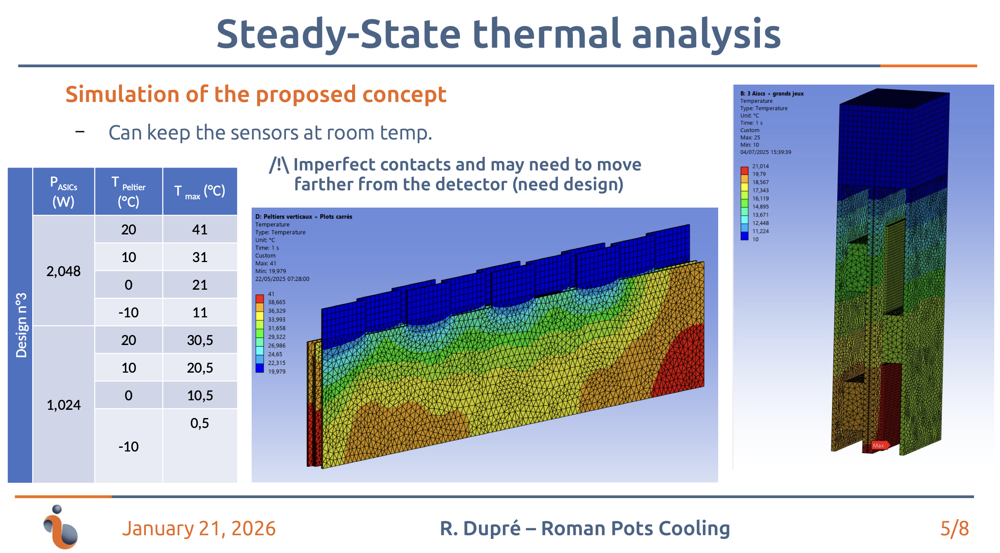 Steady-State thermal analysis
Simulation of the proposed concept
– Can keep the sensors at room temp.
/!\ Imperfect contacts and may need to move
farther from the detector (need design)
Design n°3
P ASICs (W)
T Peltier (°C)
T max (°C)
2,048
20 41
10 31
0 21
-10 11
1,024
20 30,5
10 20,5
0 10,5
-10 0,5
D: Peltiers verticaux + Plots carrés
Temperature
Type: Temperature
Unit: °C
Time: 1 s
Custom
Max: 41
Min: 19,979
22/05/2025 07:28:00
41
38,665
36,329
33,993
31,658
29,322
26,986
24,65
22,315
19,979
B: 3 Aiscs + grands jeux
Temperature
Type: Temperature
Unit: °C
Time: 1 s
Custom
Max: 25
Min: 10
04/07/2025 15:39:39
21,014
19,79
18,567
17,343
16,119
14,895
13,671
12,448
11,224
10
Max
January 21, 2026
R. Dupré – Roman Pots Cooling
5/8